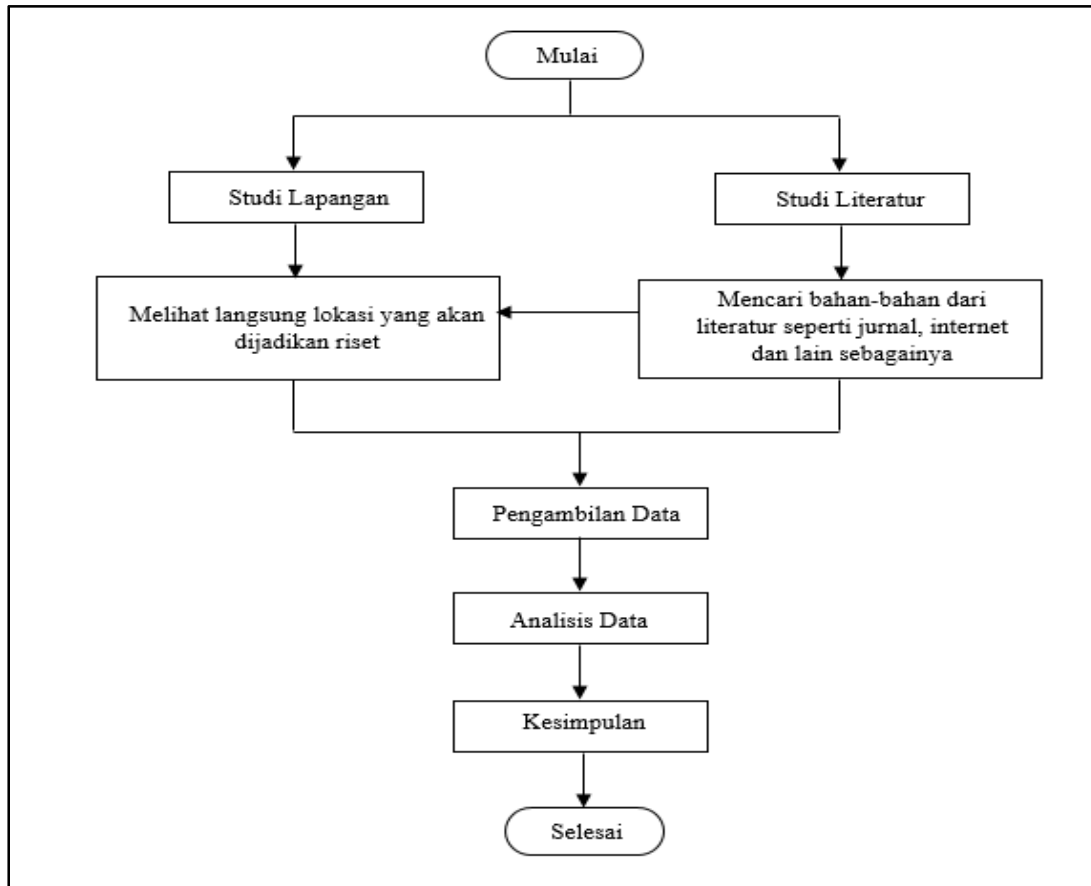 Mulai
Studi Lapangan
Studi Literatur
Melihat langsung lokasi yang akan
dijadikan riset
Mencari bahan-bahan dari
literatur seperti jurnal, internet
dan lain sebagainya
Pengambilan Data
Analisis Data
Kesimpulan
Selesai